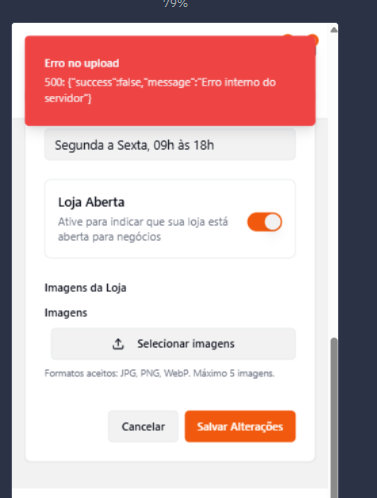 79%
Erro no upload
500: {"success":false,"message":"Erro interno do
servidor"}
Segunda a Sexta, 09h às 18h
Loja Aberta
Ative para indicar que sua loja está
aberta para negócios
Imagens da Loja
Imagens
Selecionar imagens
Formatos aceitos: JPG, PNG, WebP. Máximo 5 imagens.
Cancelar
Salvar Alterações